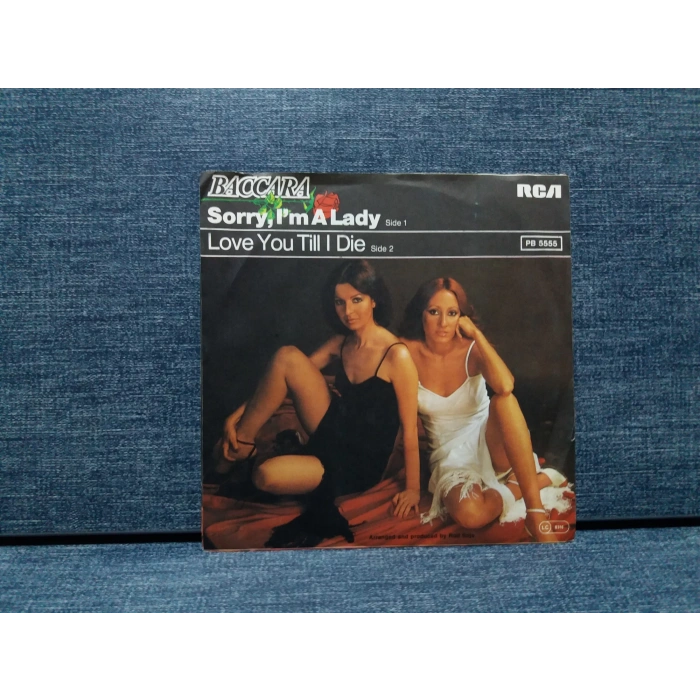 BACCARA
RCA
Sorry, I'm A Lady Side 1
Love You Till I Die Side 2
PB 5555
LC
Arranged and produced by Rolf Soja